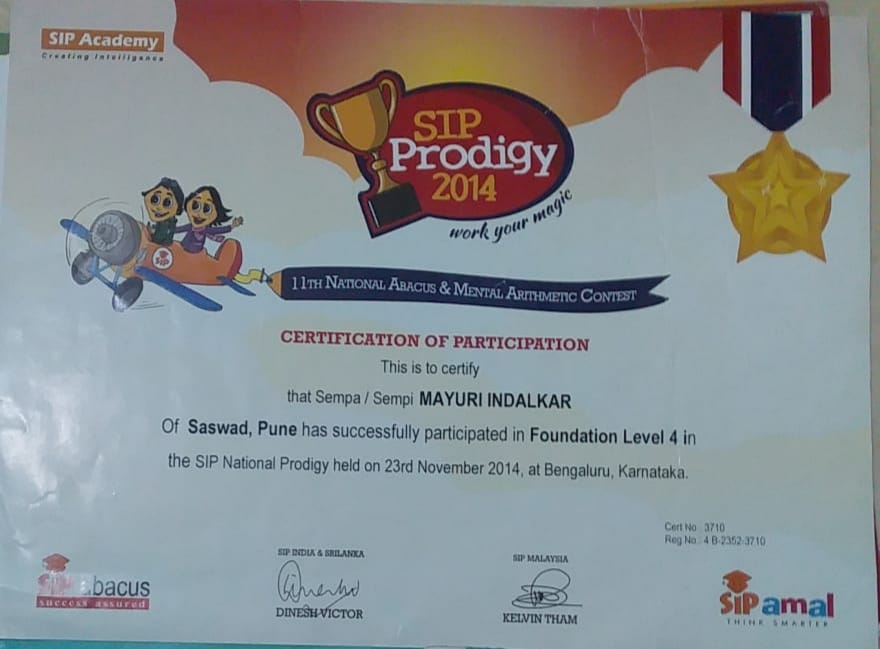 SIP Academy
Creating Intelligence
SIP
Prodigy
2014
work your magic
SIP
11TH NATIONAL ABACUS & MENTAL ARITHMETIC CONTEST
CERTIFICATION OF PARTICIPATION
This is to certify
that Sempa / Sempi MAYURI INDALKAR
Of Saswad, Pune has successfully participated in Foundation Level 4 in
the SIP National Prodigy held on 23rd November 2014, at Bengaluru, Karnataka.
Cert No : 3710
Reg.No.: 4 B-2352-3710
SIP INDIA & SRILANKA
DINESH VICTOR
SIP MALAYSIA
KELVIN THAM
SIP abacus
success assured
SIP amal
THINK SMARTER